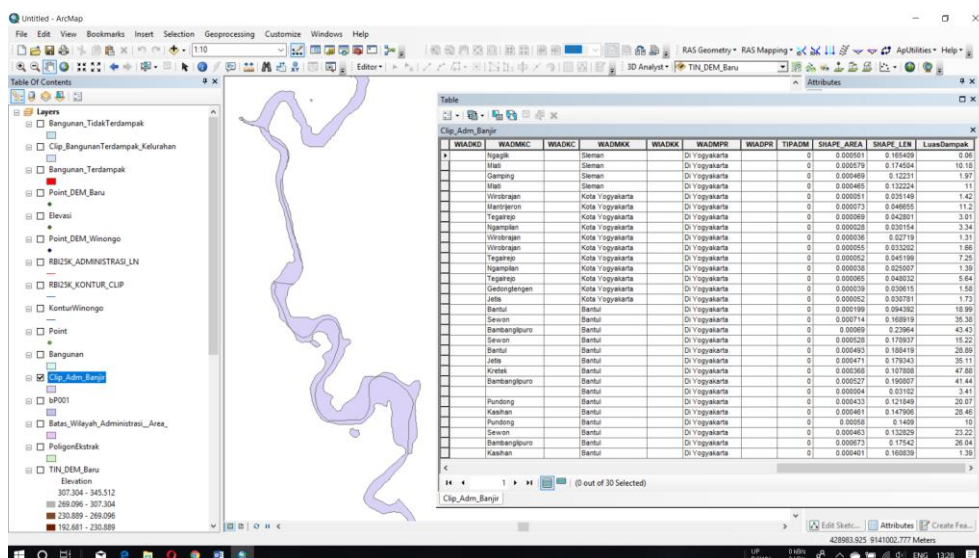 Untitled - ArcMap
File Edit View Bookmarks Insert Selection Geoprocessing Customize Windows Help
1:10
RAS Geometry RAS Mapping ApUtilities Help
Editor 3D Analyst TIN_DEM_Baru
Table Of Contents
Layers
Bangunan_TidakTerdampak
Clip_BangunanTerdampak_Kelurahan
Bangunan_Terdampak
Point_DEM_Baru
Elevasi
Point_DEM_Winongo
RBI25K_ADMINISTRASI_LN
RBI25K_KONTUR_CLIP
KonturWinongo
Point
Bangunan
Clip_Adm_Banjir
bP001
Batas_Wilayah_Administrasi__Area_
PoligonEkstrak
TIN_DEM_Baru
Elevation
307.304 - 345.512
269.096 - 307.304
230.889 - 269.096
192.681 - 230.889
Attributes
Table
Clip_Adm_Banjir
WIADKD WADMKC WIADKC WADMKK WIADKK WADMPR WIADPR TIPADM SHAPE_AREA SHAPE_LEN LuasDampak
Ngaglik Sleman Di Yogyakarta 0 0.000501 0.165409 0.06
Mlati Sleman Di Yogyakarta 0 0.000579 0.174504 10.18
Gamping Sleman Di Yogyakarta 0 0.000469 0.12231 1.97
Mlati Sleman Di Yogyakarta 0 0.000465 0.132224 11
Wirobrajan Kota Yogyakarta Di Yogyakarta 0 0.000051 0.035149 1.42
Mantrijeron Kota Yogyakarta Di Yogyakarta 0 0.000073 0.046655 11.2
Tegalrejo Kota Yogyakarta Di Yogyakarta 0 0.000069 0.042801 3.01
Ngampilan Kota Yogyakarta Di Yogyakarta 0 0.000028 0.030154 3.34
Wirobrajan Kota Yogyakarta Di Yogyakarta 0 0.000036 0.02719 1.31
Wirobrajan Kota Yogyakarta Di Yogyakarta 0 0.000055 0.033202 1.66
Tegalrejo Kota Yogyakarta Di Yogyakarta 0 0.000052 0.045199 7.25
Ngampilan Kota Yogyakarta Di Yogyakarta 0 0.000038 0.025007 1.39
Tegalrejo Kota Yogyakarta Di Yogyakarta 0 0.000065 0.048032 5.64
Gedongtengen Kota Yogyakarta Di Yogyakarta 0 0.000039 0.030615 1.58
Jetis Kota Yogyakarta Di Yogyakarta 0 0.000052 0.030781 1.73
Bantul Bantul Di Yogyakarta 0 0.000199 0.094392 18.99
Sewon Bantul Di Yogyakarta 0 0.000714 0.168919 35.38
Bambanglipuro Bantul Di Yogyakarta 0 0.00069 0.23964 43.43
Sewon Bantul Di Yogyakarta 0 0.000528 0.178937 15.22
Bantul Bantul Di Yogyakarta 0 0.000493 0.188419 28.89
Jetis Bantul Di Yogyakarta 0 0.000471 0.179343 35.11
Kretek Bantul Di Yogyakarta 0 0.000368 0.107808 47.88
Bambanglipuro Bantul Di Yogyakarta 0 0.000527 0.190807 41.44
Bantul Di Yogyakarta 0 0.000004 0.03102 3.41
Pundong Bantul Di Yogyakarta 0 0.000433 0.121849 20.07
Kasihan Bantul Di Yogyakarta 0 0.000461 0.147906 28.46
Pundong Bantul Di Yogyakarta 0 0.00058 0.1409 10
Sewon Bantul Di Yogyakarta 0 0.000463 0.132829 23.22
Bambanglipuro Bantul Di Yogyakarta 0 0.000673 0.17542 26.04
Kasihan Bantul Di Yogyakarta 0 0.000401 0.160839 1.39
1 (0 out of 30 Selected)
Clip_Adm_Banjir
Edit Sketc... Attributes Create Fea...
428983.925 9141002.777 Meters
UP 0 kB/s
ENG 13:28